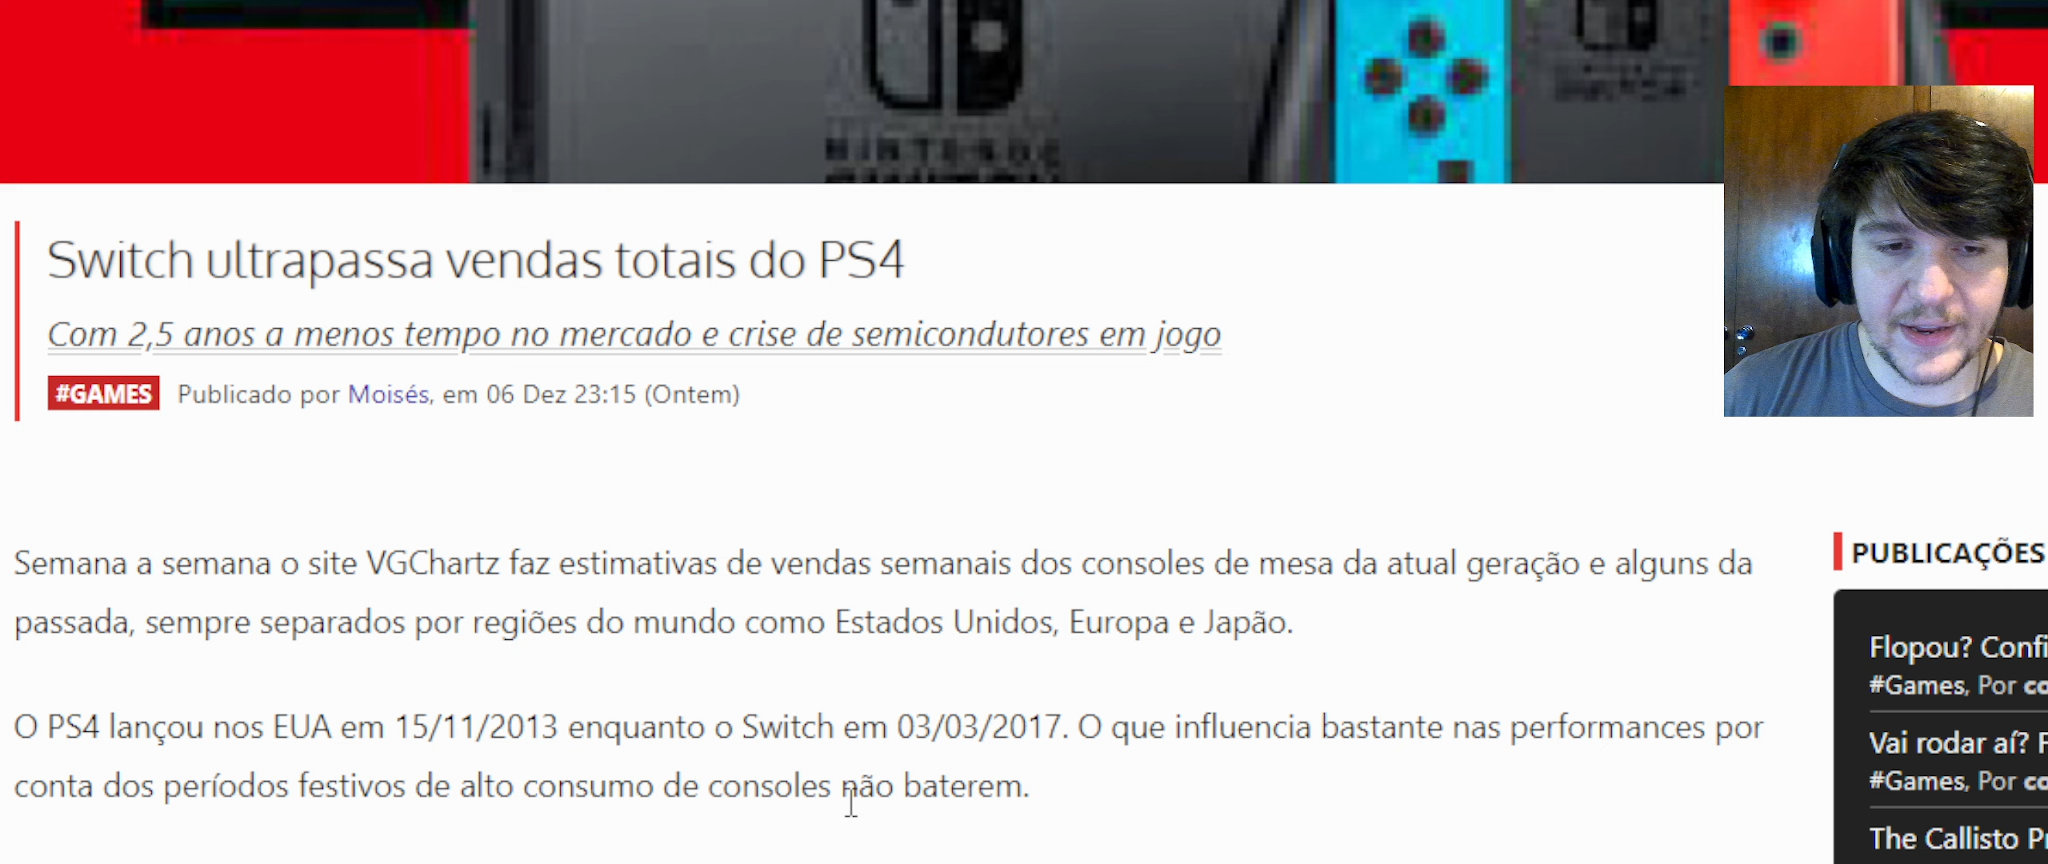 NINTENDO
Switch ultrapassa vendas totais do PS4
Com 2,5 anos a menos tempo no mercado e crise de semicondutores em jogo
#GAMES Publicado por Moisés, em 06 Dez 23:15 (Ontem)
Semana a semana o site VGChartz faz estimativas de vendas semanais dos consoles de mesa da atual geração e alguns da
passada, sempre separados por regiões do mundo como Estados Unidos, Europa e Japão.
O PS4 lançou nos EUA em 15/11/2013 enquanto o Switch em 03/03/2017. O que influencia bastante nas performances por
conta dos períodos festivos de alto consumo de consoles não baterem.
PUBLICAÇÕES
Flopou? Confi
#Games, Por co
Vai rodar aí? F
#Games, Por co
The Callisto Pr